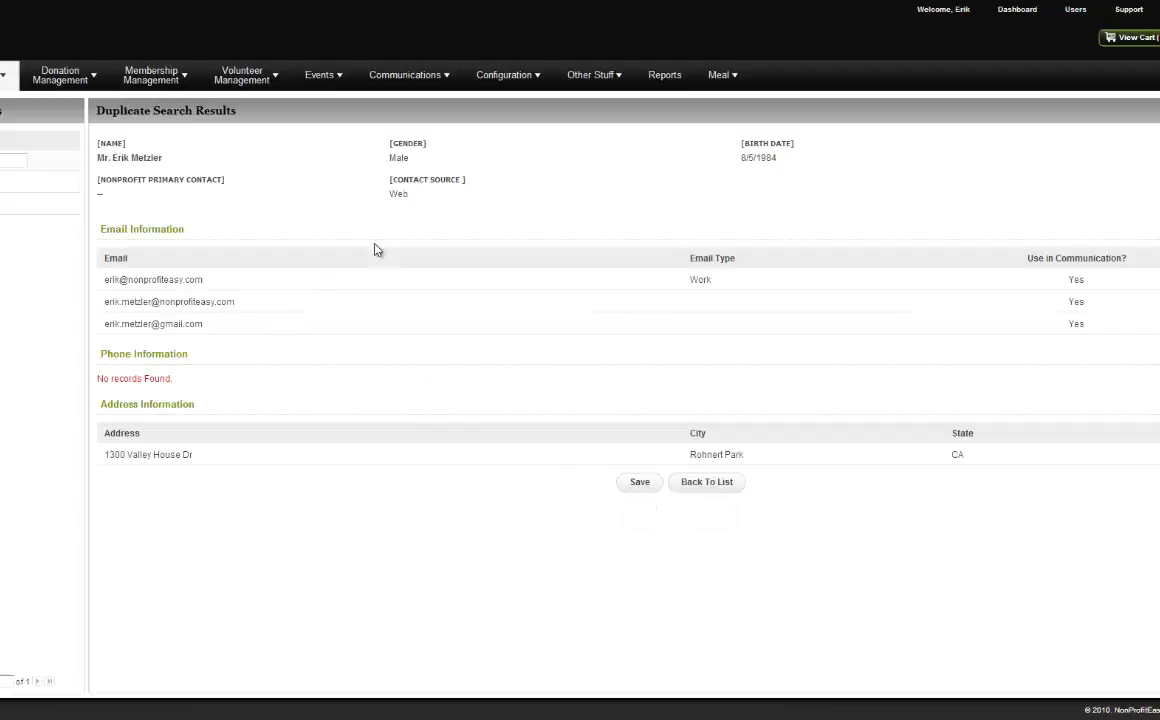 Welcome, Erik Dashboard Users Support
View Cart (
Donation Management Membership Management Volunteer Management Events Communications Configuration Other Stuff Reports Meal
Duplicate Search Results
[NAME] [GENDER] [BIRTH DATE]
Mr. Erik Metzler Male 8/5/1984
[NONPROFIT PRIMARY CONTACT] [CONTACT SOURCE ]
-- Web
Email Information
Email Email Type Use in Communication?
erik@nonprofiteasy.com Work Yes
erik.metzler@nonprofiteasy.com Yes
erik.metzler@gmail.com Yes
Phone Information
No records Found.
Address Information
Address City State
1300 Valley House Dr Rohnert Park CA
Save Back To List
of 1
© 2010. NonProfitEas